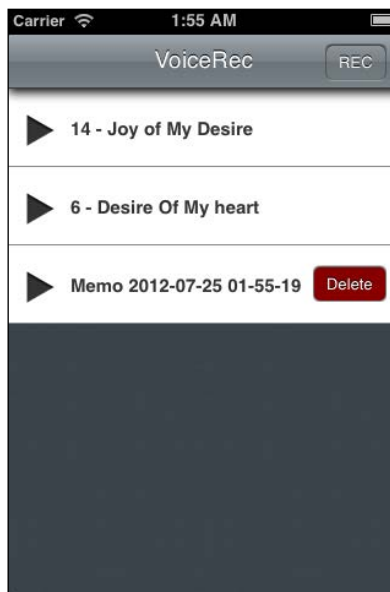 Carrier 1:55 AM
VoiceRec REC
14 - Joy of My Desire
6 - Desire Of My heart
Memo 2012-07-25 01-55-19 Delete